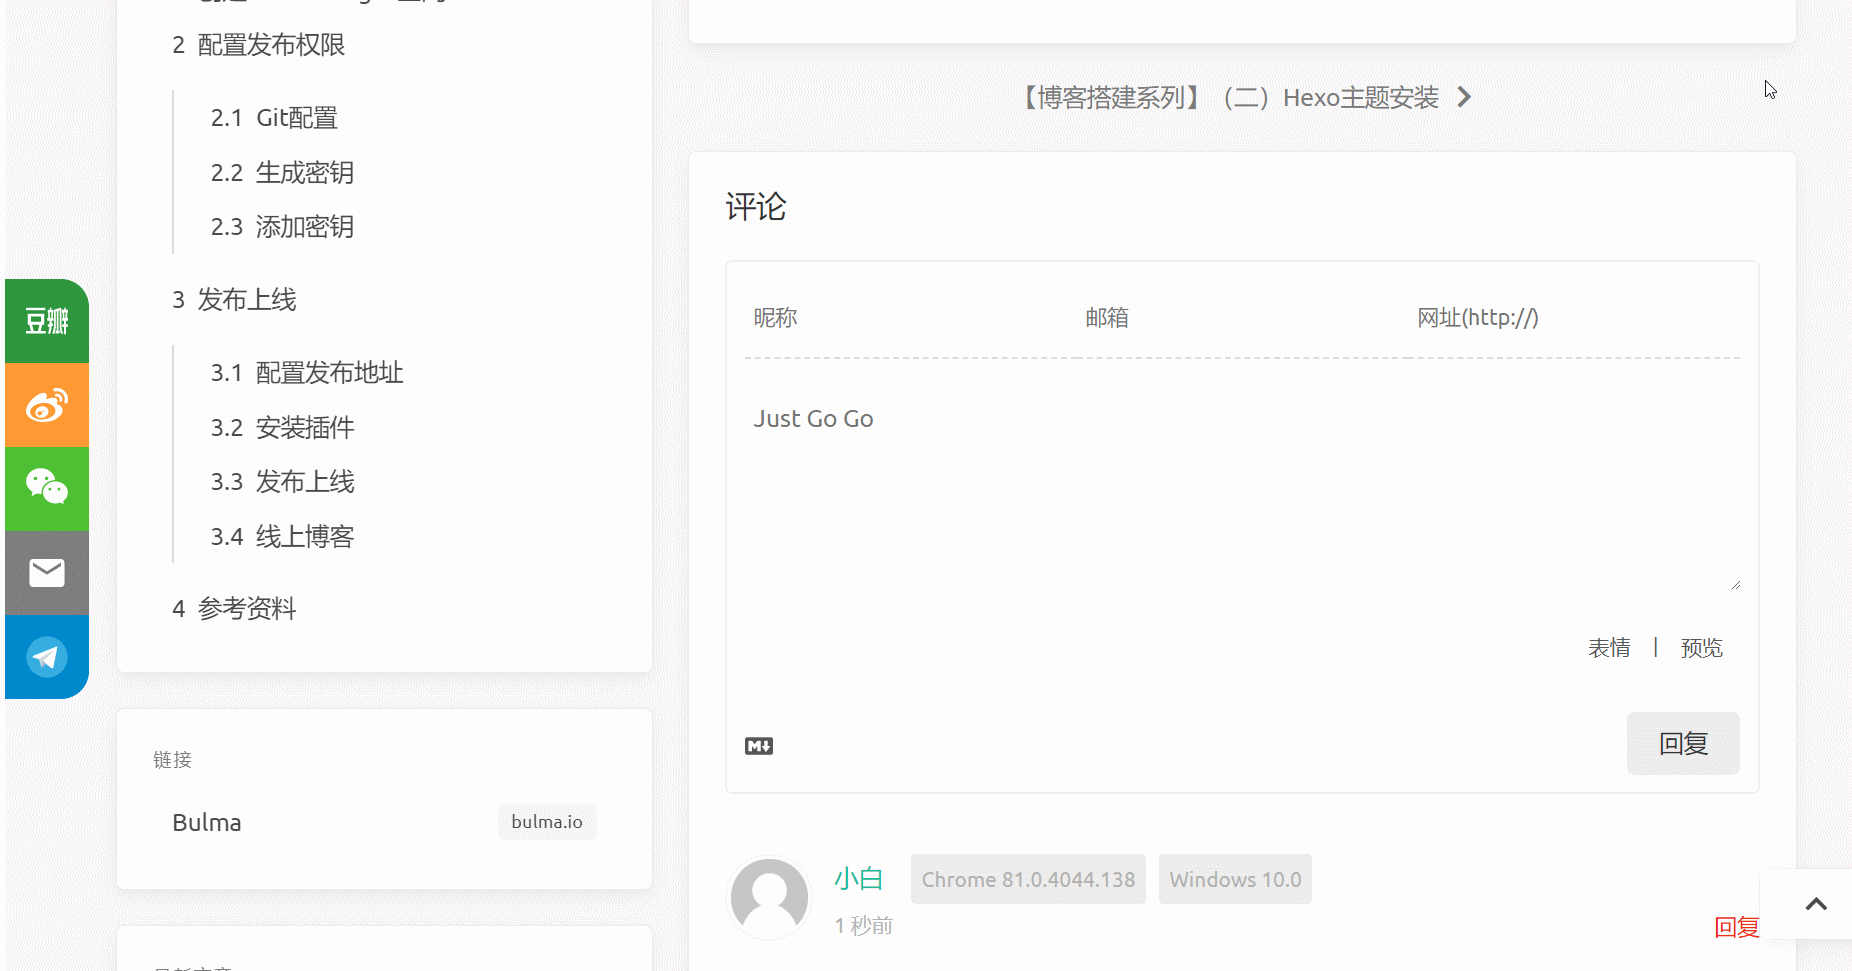 2 配置发布权限
2.1 Git配置
2.2 生成密钥
2.3 添加密钥
3 发布上线
3.1 配置发布地址
3.2 安装插件
3.3 发布上线
3.4 线上博客
4 参考资料
豆瓣
链接
Bulma
bulma.io
【博客搭建系列】（二）Hexo主题安装
评论
昵称
邮箱
网址(http://)
Just Go Go
表情 | 预览
M
回复
小白 Chrome 81.0.4044.138 Windows 10.0
1 秒前
回复